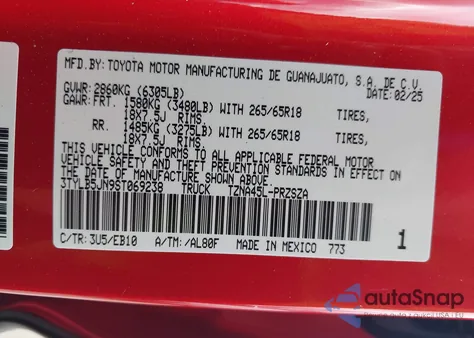 MFD.BY: TOYOTA MOTOR MANUFACTURING DE GUANAJUATO, S.A. DE C.V.
GVWR: 2860KG (6305LB) DATE: 02/25
GAWR: FRT. 1580KG (3480LB) WITH 265/65R18 TIRES,
18X7.5J RIMS.
RR. 1485KG (3275LB) WITH 265/65R18 TIRES,
18X7.5J RIMS.
THIS VEHICLE CONFORMS TO ALL APPLICABLE FEDERAL MOTOR
VEHICLE SAFETY AND THEFT PREVENTION STANDARDS IN EFFECT ON
THE DATE OF MANUFACTURE SHOWN ABOVE.
3TYLB5JN9ST069238 TRUCK TZNA45L-PRZSZA
C/TR: 3U5/EB10 A/TM: /AL80F MADE IN MEXICO 773 1
autoSnap